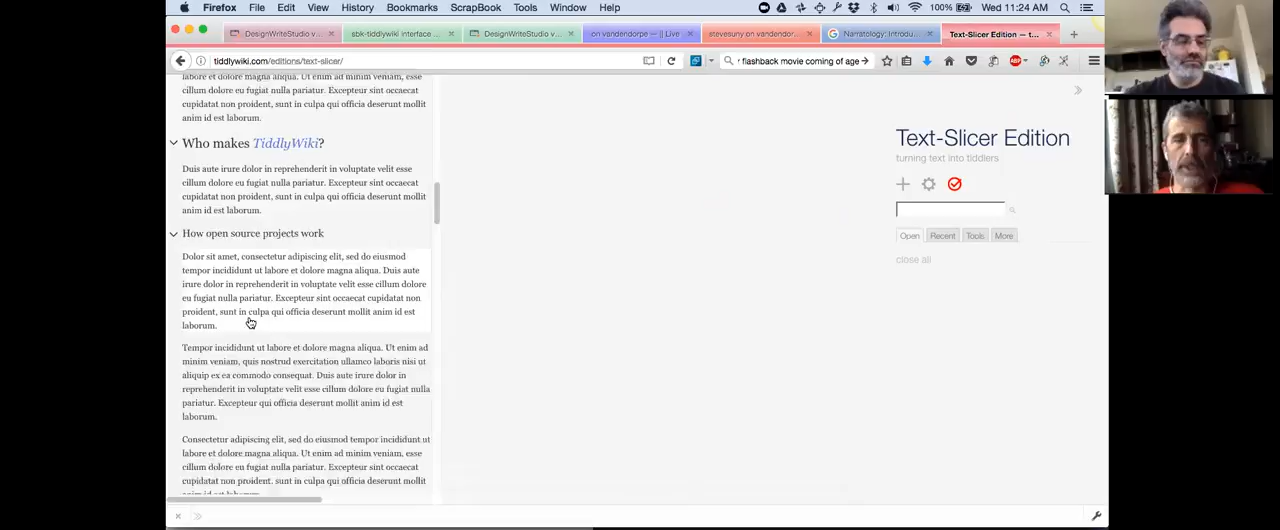 Firefox File Edit View History Bookmarks ScrapBook Tools Window Help 100% Wed 11:24 AM
DesignWriteStudio v... sbk-tiddlywiki interface ... DesignWriteStudio v... on vandendorpe — || Live stevesuny on vandendor... Narratology: Introdu... Text-Slicer Edition — t...
tiddlywiki.com/editions/text-slicer/ flashback movie coming of age
labore et dolore magna aliqua. Ut enim ad minim veniam, esse
cillum dolore eu fugiat nulla pariatur. Excepteur sint occaecat
cupidatat non proident, sunt in culpa qui officia deserunt mollit
anim id est laborum.
Who makes TiddlyWiki?
Duis aute irure dolor in reprehenderit in voluptate velit esse
cillum dolore eu fugiat nulla pariatur. Excepteur sint occaecat
cupidatat non proident, sunt in culpa qui officia deserunt mollit
anim id est laborum.
How open source projects work
Dolor sit amet, consectetur adipiscing elit, sed do eiusmod
tempor incididunt ut labore et dolore magna aliqua. Duis aute
irure dolor in reprehenderit in voluptate velit esse cillum dolore
eu fugiat nulla pariatur. Excepteur sint occaecat cupidatat non
proident, sunt in culpa qui officia deserunt mollit anim id est
laborum.
Tempor incididunt ut labore et dolore magna aliqua. Ut enim ad
minim veniam, quis nostrud exercitation ullamco laboris nisi ut
aliquip ex ea commodo consequat. Duis aute irure dolor in
reprehenderit in voluptate velit esse cillum dolore eu fugiat nulla
pariatur. Excepteur qui officia deserunt mollit anim id est
laborum.
Consectetur adipiscing elit, sed do eiusmod tempor incididunt ut
labore et dolore magna aliqua. Ut enim ad minim veniam, esse
cillum dolore eu fugiat nulla pariatur. Excepteur sint occaecat
cupidatat non proident, sunt in culpa qui officia deserunt mollit
anim id est laborum.
Text-Slicer Edition
turning text into tiddlers
Open Recent Tools More
close all